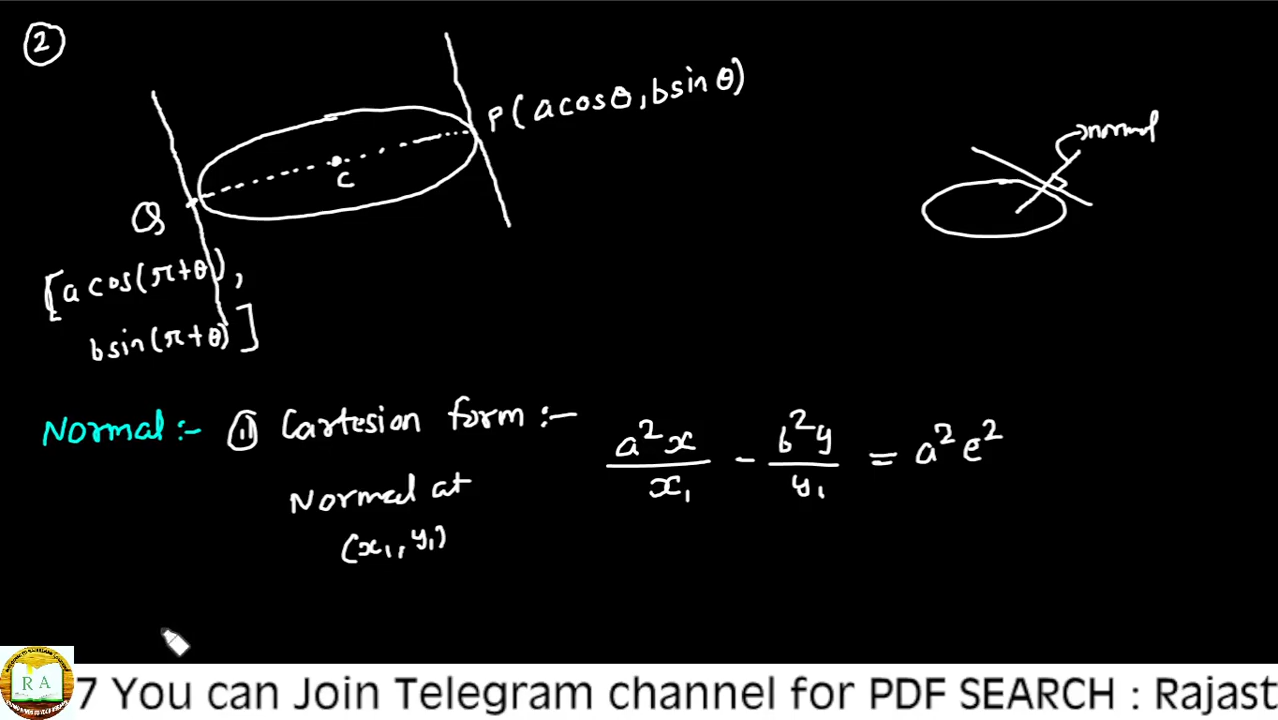 2
P(acosθ, bsinθ)
normal
C
Q
[a cos(π+θ),
bsin(π+θ)]
Normal:- (1) Cartesion form :- a²x/x₁ - b²y/y₁ = a²e²
Normal at
(x₁, y₁)
RA
7 You can Join Telegram channel for PDF SEARCH : Rajast